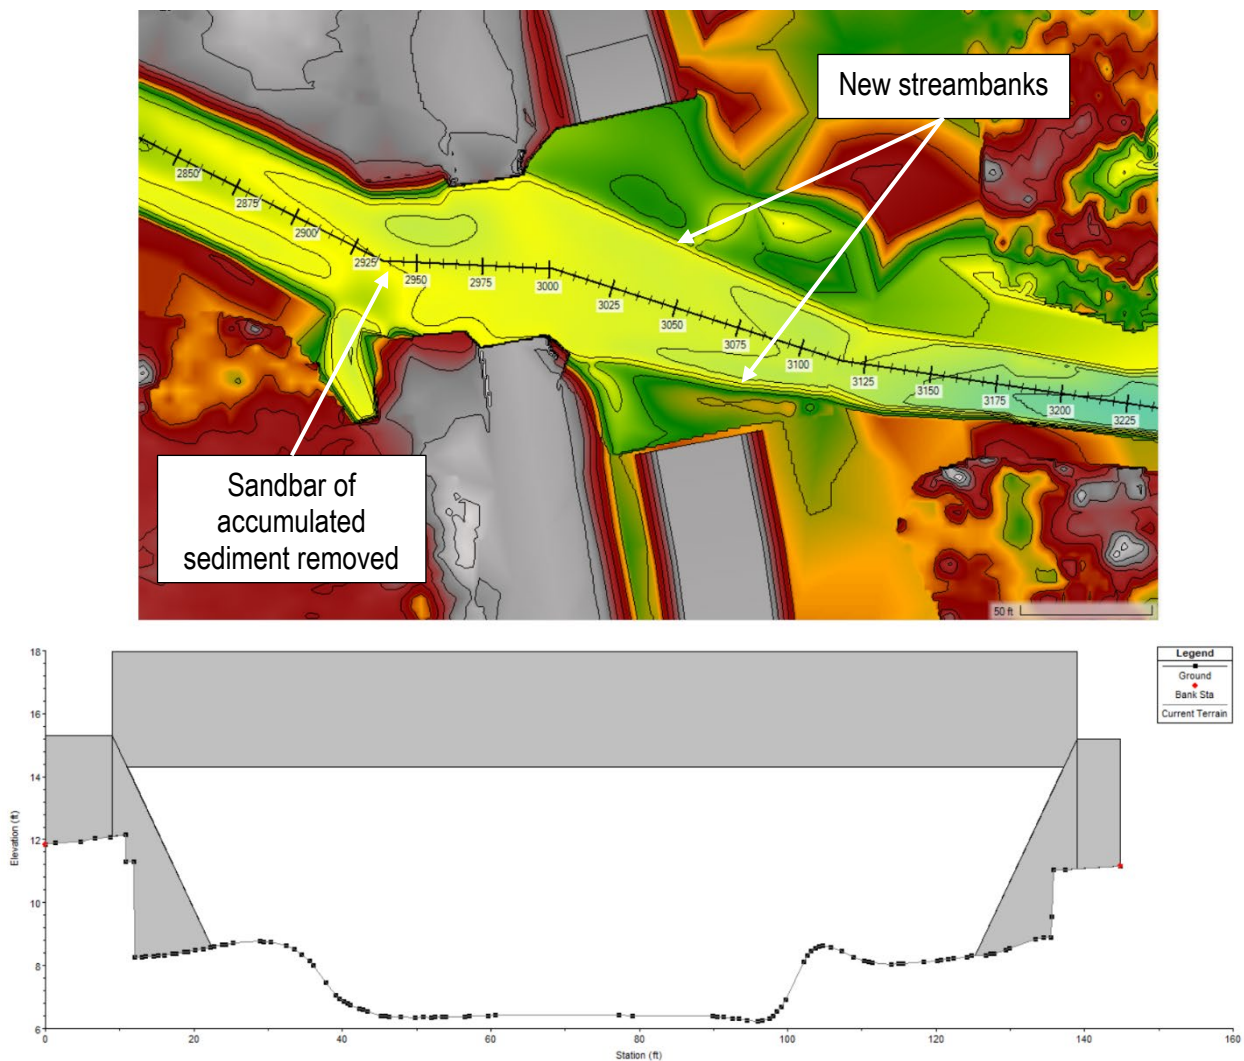 New streambanks
2850
2875
2900
2925
2950
2975
3000
3025
3050
3075
3100
3125
3150
3175
3200
3225
Sandbar of
accumulated
sediment removed
50 ft
18
16
14
12
10
8
6
Elevation (ft)
0
20
40
60
80
100
120
140
160
Station (ft)
Legend
Ground
Bank Sta
Current Terrain